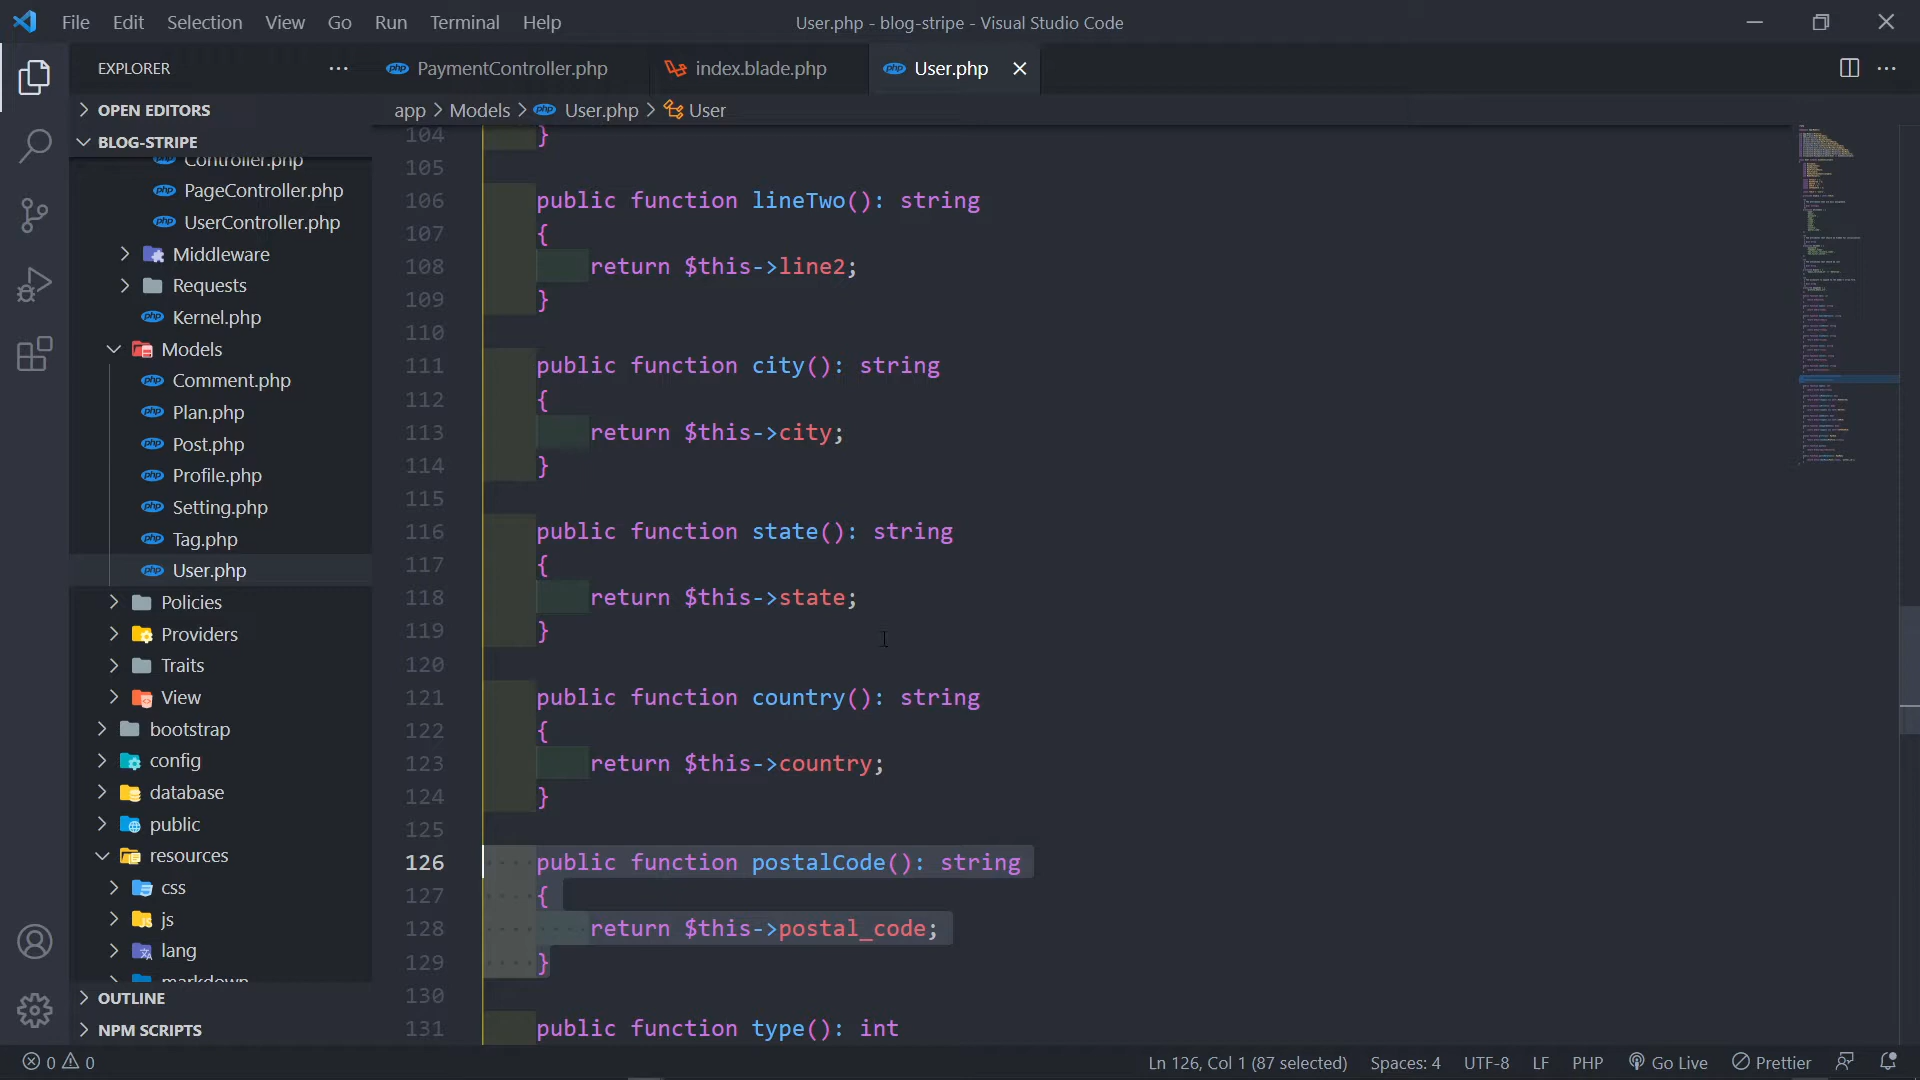 File Edit Selection View Go Run Terminal Help
User.php - blog-stripe - Visual Studio Code
EXPLORER
PaymentController.php
index.blade.php
User.php
OPEN EDITORS
app > Models > User.php > User
BLOG-STRIPE
Controller.php
PageController.php
UserController.php
Middleware
Requests
Kernel.php
Models
Comment.php
Plan.php
Post.php
Profile.php
Setting.php
Tag.php
User.php
Policies
Providers
Traits
View
bootstrap
config
database
public
resources
css
js
lang
markdown
OUTLINE
NPM SCRIPTS
104 }
105
106 public function lineTwo(): string
107 {
108 return $this->line2;
109 }
110
111 public function city(): string
112 {
113 return $this->city;
114 }
115
116 public function state(): string
117 {
118 return $this->state;
119 }
120
121 public function country(): string
122 {
123 return $this->country;
124 }
125
126 public function postalCode(): string
127 {
128 return $this->postal_code;
129 }
130
131 public function type(): int
0 0
Ln 126, Col 1 (87 selected) Spaces: 4 UTF-8 LF PHP Go Live Prettier